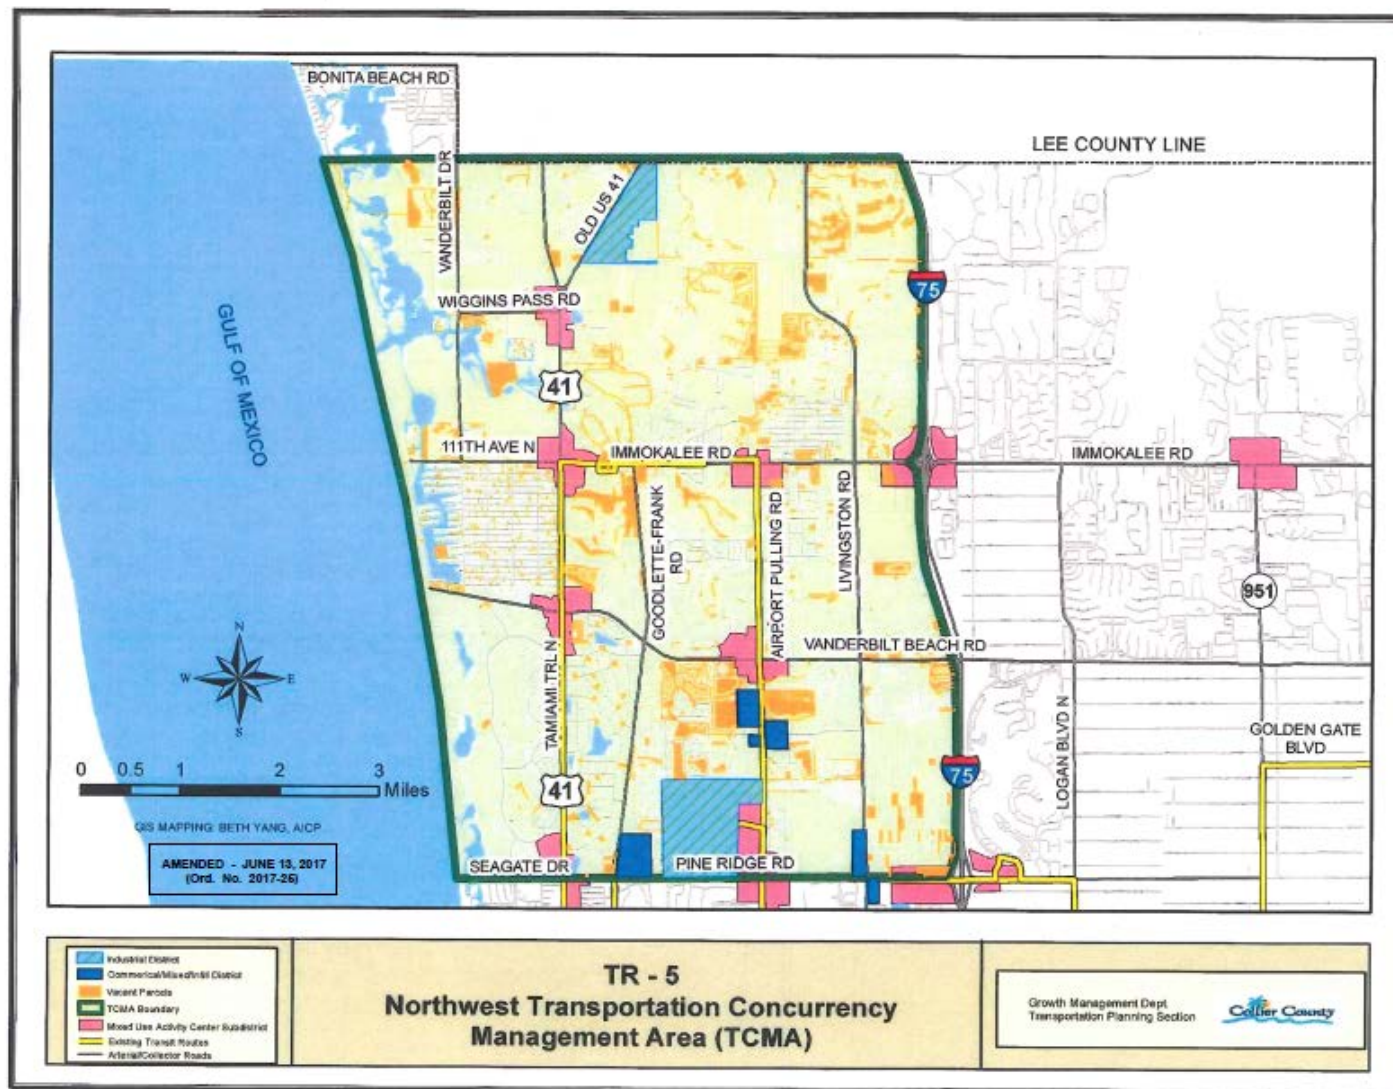 BONITA BEACH RD
LEE COUNTY LINE
VANDERBILT DR
OLD US 41
75
WIGGINS PASS RD
GULF OF MEXICO
41
111TH AVE N
IMMOKALEE RD
IMMOKALEE RD
GOODLETTE-FRANK
RD
AIRPORT PULLING RD
LIVINGSTON RD
951
VANDERBILT BEACH RD
N
W
E
S
TAMIAMI TRL N
LOGAN BLVD N
GOLDEN GATE
BLVD
0 0.5 1 2 3
Miles
41
75
GIS MAPPING: BETH YANG, AICP
AMENDED - JUNE 13, 2017
(Ord. No. 2017-25)
SEAGATE DR
PINE RIDGE RD
Industrial District
Commerical/Mixed/Infill District
Vacant Parcels
TCMA Boundary
Mixed Use Activity Center Subdistrict
Existing Transit Routes
Arterial/Collector Roads
TR - 5
Northwest Transportation Concurrency
Management Area (TCMA)
Growth Management Dept
Transportation Planning Section
Collier County